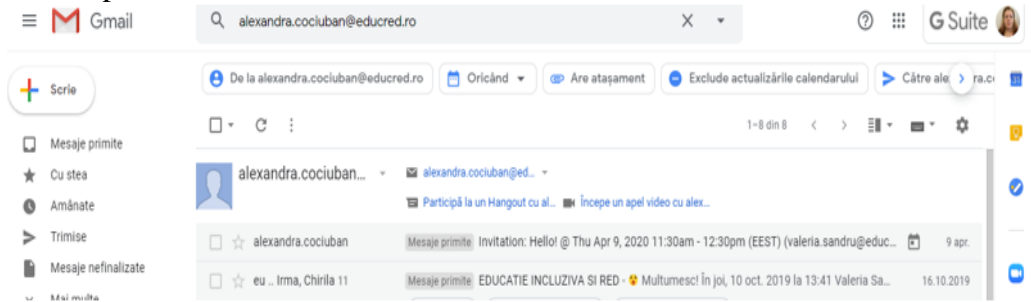 Gmail
alexandra.cociuban@educred.ro
G Suite
Scrie
De la alexandra.cociuban@educred.ro
Oricând
Are atașament
Exclude actualizările calendarului
Către ale
ra.co
1–8 din 8
Mesaje primite
Cu stea
Amânate
Trimise
Mesaje nefinalizate
Mai multe
alexandra.cociuban...
alexandra.cociuban@ed...
Participă la un Hangout cu al...
Începe un apel video cu alex...
alexandra.cociuban Mesaje primite Invitation: Hello! @ Thu Apr 9, 2020 11:30am - 12:30pm (EEST) (valeria.sandru@educ... 9 apr.
eu .. Irma, Chirila 11 Mesaje primite EDUCATIE INCLUZIVA SI RED - Multumesc! În joi, 10 oct. 2019 la 13:41 Valeria Sa... 16.10.2019